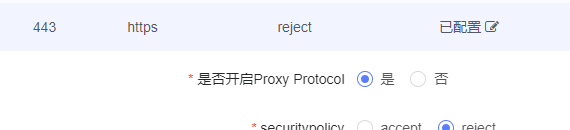 443 https reject 已配置
* 是否开启Proxy Protocol 是 否
* securitypolicy accept reject